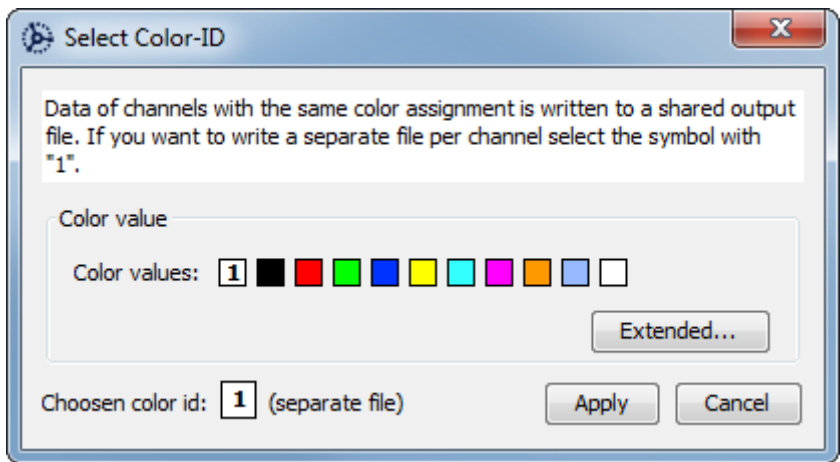 Select Color-ID
Data of channels with the same color assignment is written to a shared output
file. If you want to write a separate file per channel select the symbol with
"1".
Color value
Color values: 1
Extended...
Choosen color id: 1 (separate file) Apply Cancel